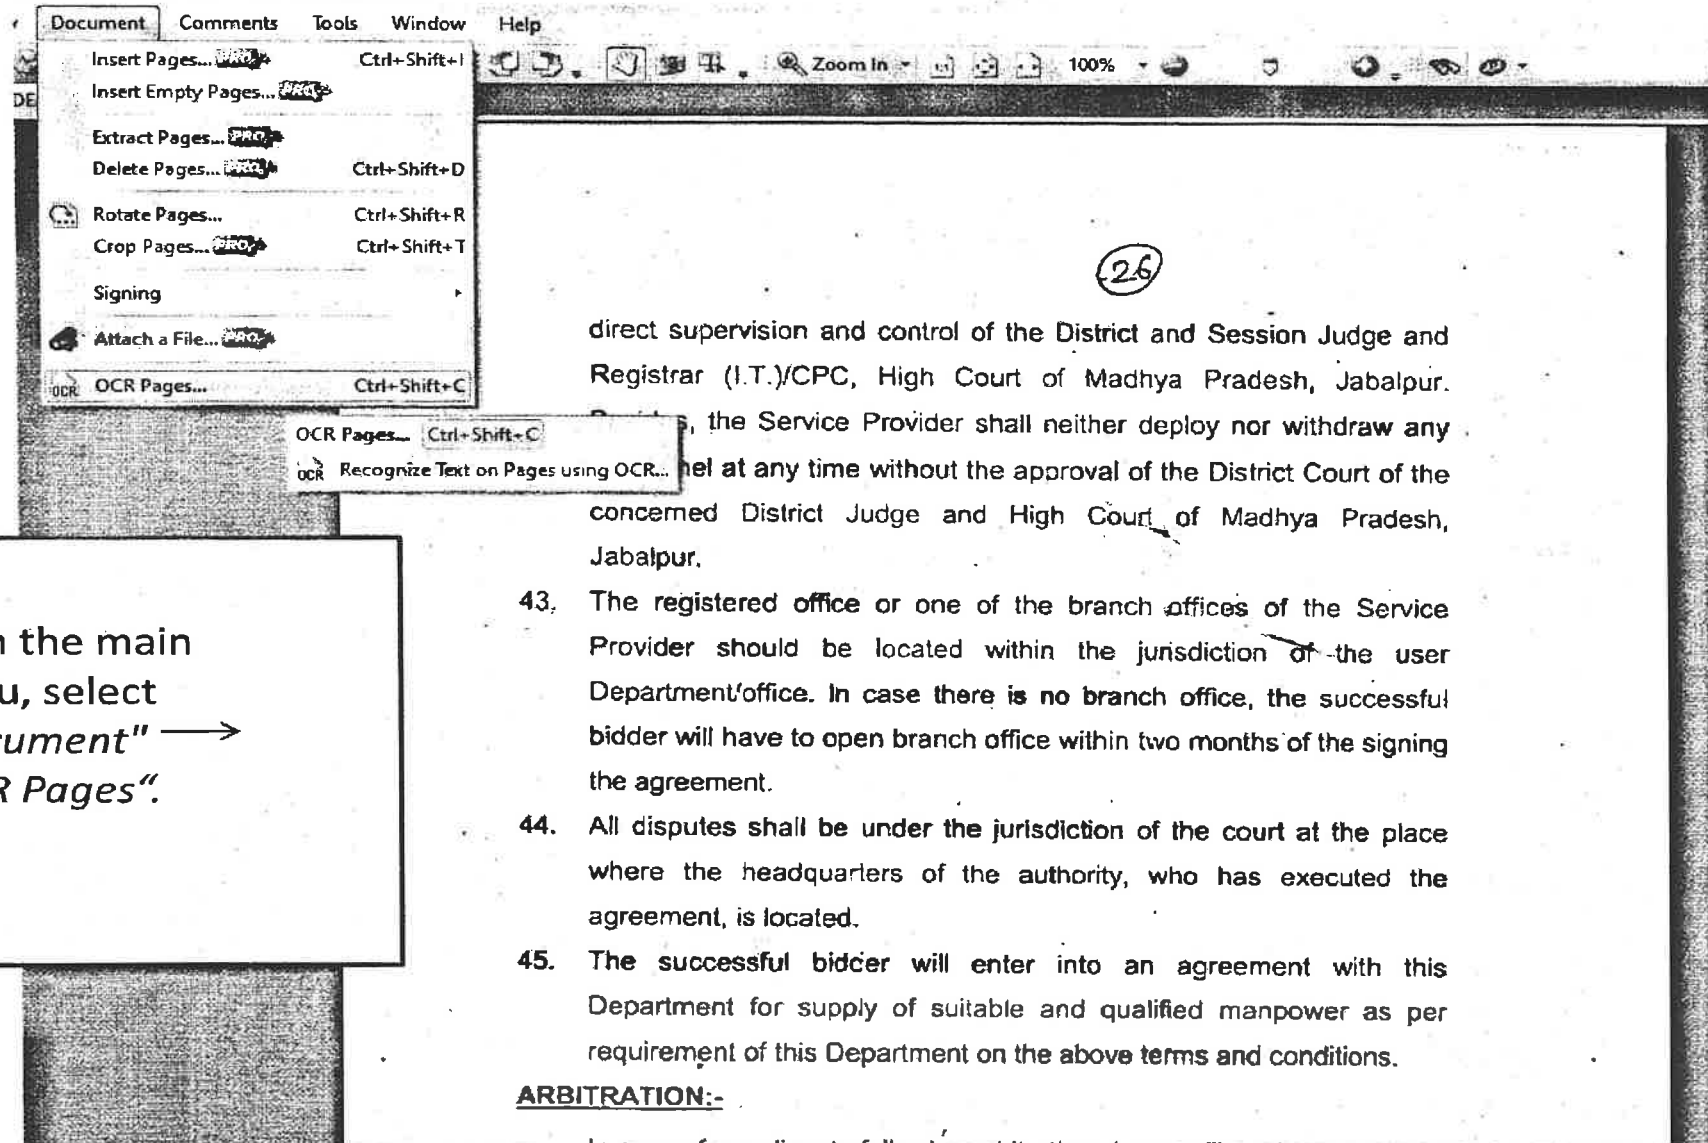 Document Comments Tools Window Help
Insert Pages... PRO Ctrl+Shift+I
Insert Empty Pages... PRO
Extract Pages... PRO
Delete Pages... PRO Ctrl+Shift+D
Rotate Pages... Ctrl+Shift+R
Crop Pages... PRO Ctrl+Shift+T
Signing
Attach a File... PRO
OCR OCR Pages... Ctrl+Shift+C
OCR Pages... Ctrl+Shift+C
OCR Recognize Text on Pages using OCR...
Zoom In 100%
the main
, select
ument" →
Pages“.
26
direct supervision and control of the District and Session Judge and
Registrar (I.T.)/CPC, High Court of Madhya Pradesh, Jabalpur.
, the Service Provider shall neither deploy nor withdraw any
at any time without the approval of the District Court of the
concerned District Judge and High Court of Madhya Pradesh,
Jabalpur.
43. The registered office or one of the branch offices of the Service
Provider should be located within the jurisdiction of the user
Department/office. In case there is no branch office, the successful
bidder will have to open branch office within two months of the signing
the agreement.
44. All disputes shall be under the jurisdiction of the court at the place
where the headquarters of the authority, who has executed the
agreement, is located.
45. The successful bidder will enter into an agreement with this
Department for supply of suitable and qualified manpower as per
requirement of this Department on the above terms and conditions.
ARBITRATION:-